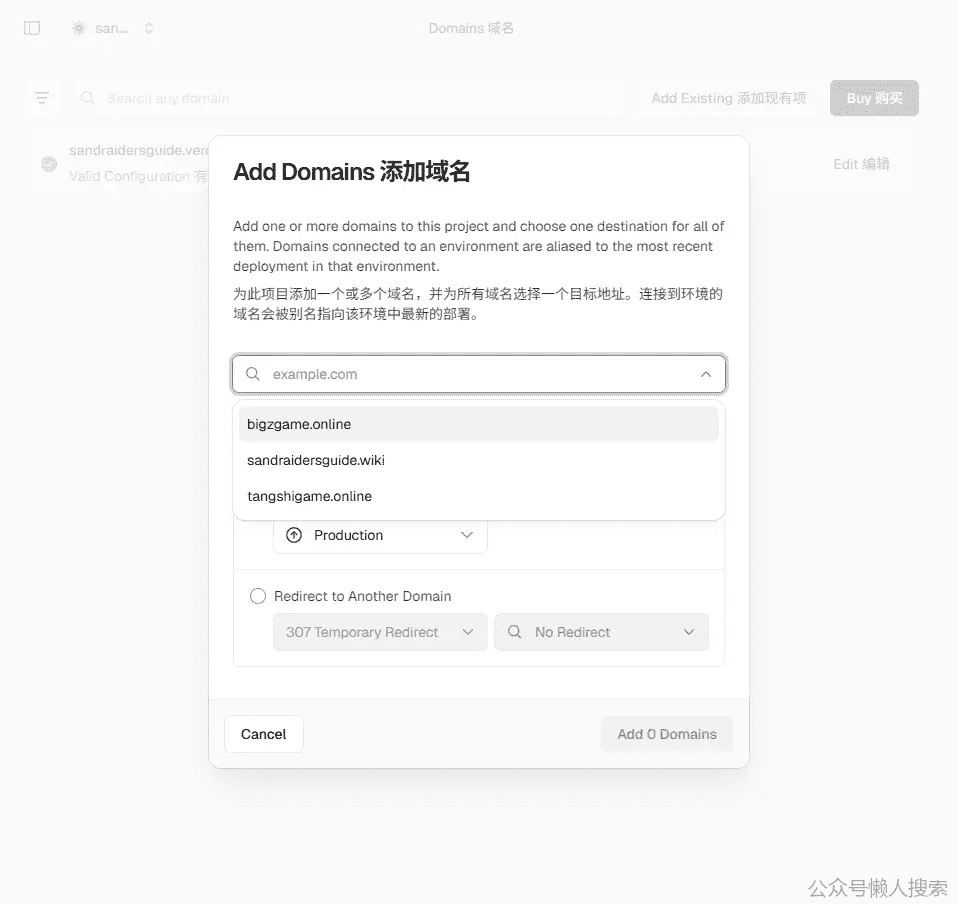 san...
Domains 域名
Search any domain
Add Existing 添加现有项
Buy 购买
sandraidersguide.verc
Valid Configuration 有
Edit 编辑
Add Domains 添加域名
Add one or more domains to this project and choose one destination for all of
them. Domains connected to an environment are aliased to the most recent
deployment in that environment.
为此项目添加一个或多个域名，并为所有域名选择一个目标地址。连接到环境的
域名会被别名指向该环境中最新的部署。
example.com
bigzgame.online
sandraidersguide.wiki
tangshigame.online
Production
Redirect to Another Domain
307 Temporary Redirect
No Redirect
Cancel
Add 0 Domains
公众号懒人搜索